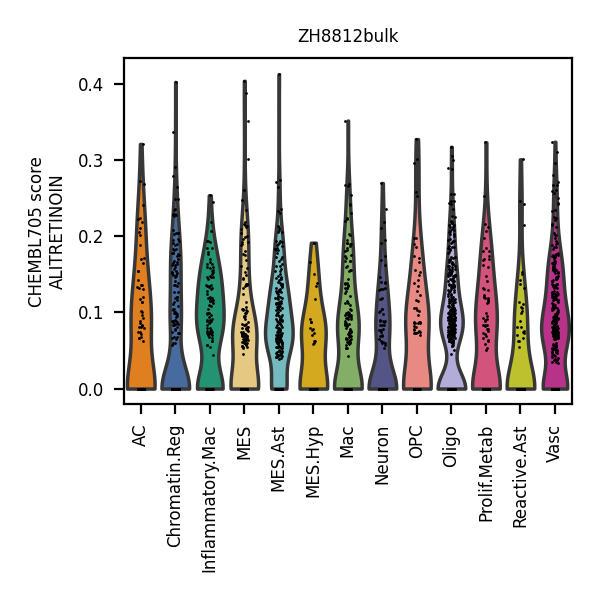 ZH8812bulk
CHEMBL705 score
ALITRETINOIN
0.4
0.3
0.2
0.1
0.0
AC
Chromatin.Reg
Inflammatory.Mac
MES
MES.Ast
MES.Hyp
Mac
Neuron
OPC
Oligo
Prolif.Metab
Reactive.Ast
Vasc